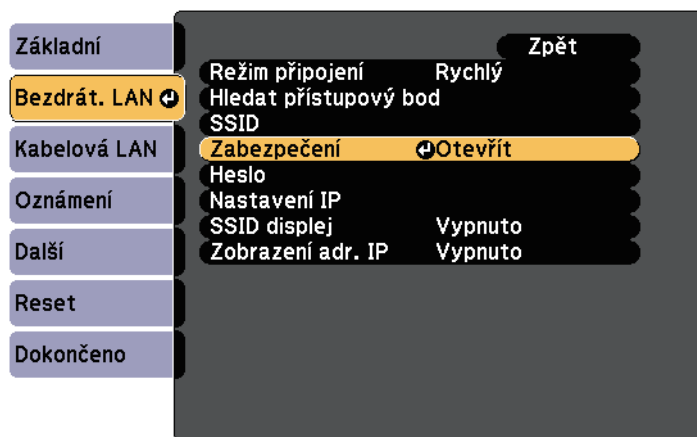 Základní
Bezdrát. LAN
Kabelová LAN
Oznámení
Další
Reset
Dokončeno
Zpět
Režim připojení Rychlý
Hledat přístupový bod
SSID
Zabezpečení Otevřít
Heslo
Nastavení IP
SSID displej Vypnuto
Zobrazení adr. IP Vypnuto